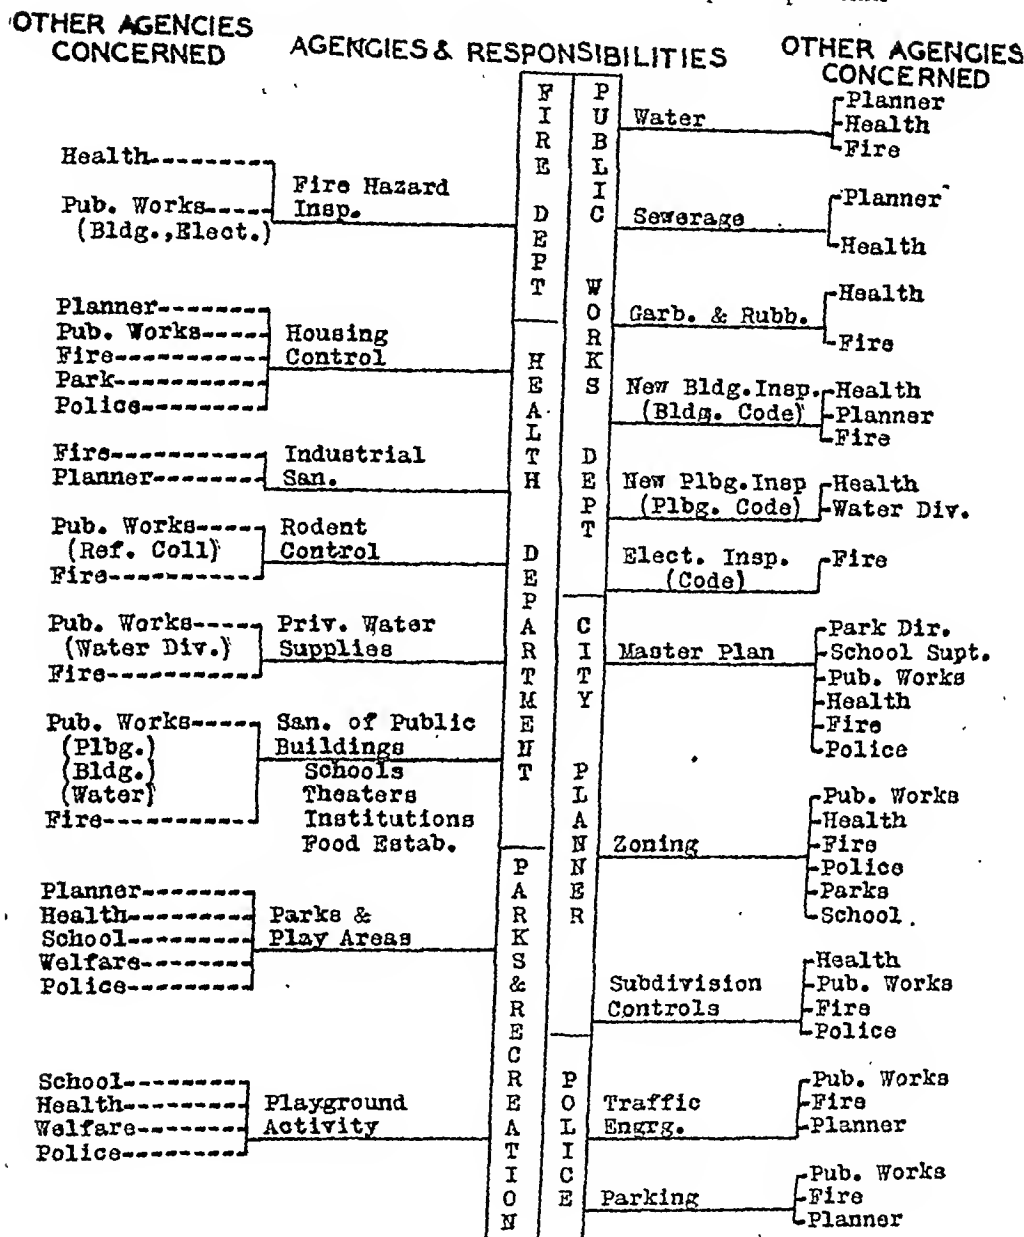 OTHER AGENCIES
CONCERNED
AGENCIES & RESPONSIBILITIES
OTHER AGENCIES
CONCERNED
Health
Pub. Works
(Bldg.,Elect.)
Fire Hazard
Insp.
Planner
Pub. Works
Fire
Park
Police
Housing
Control
Fire
Planner
Industrial
San.
Pub. Works
(Ref. Coll)
Fire
Rodent
Control
Pub. Works
(Water Div.)
Fire
Priv. Water
Supplies
Pub. Works
(Plbg.)
(Bldg.)
(Water)
Fire
San. of Public
Buildings
Schools
Theaters
Institutions
Food Estab.
Planner
Health
School
Welfare
Police
Parks &
Play Areas
School
Health
Welfare
Police
Playground
Activity
FIRE DEPT
HEALTH DEPARTMENT
PARKS&RECREATION
PUBLIC WORKS DEPT
CITY PLANNER
POLICE
Water
Planner
Health
Fire
Sewerage
Planner
Health
Garb. & Rubb.
Health
Fire
New Bldg.Insp.
(Bldg. Code)
Health
Planner
Fire
New Plbg.Insp
(Plbg. Code)
Health
Water Div.
Elect. Insp.
(Code)
Fire
Master Plan
Park Dir.
School Supt.
Pub. Works
Health
Fire
Police
Zoning
Pub. Works
Health
Fire
Police
Parks
School
Subdivision
Controls
Health
Pub. Works
Fire
Police
Traffic
Engrg.
Pub. Works
Fire
Planner
Parking
Pub. Works
Fire
Planner